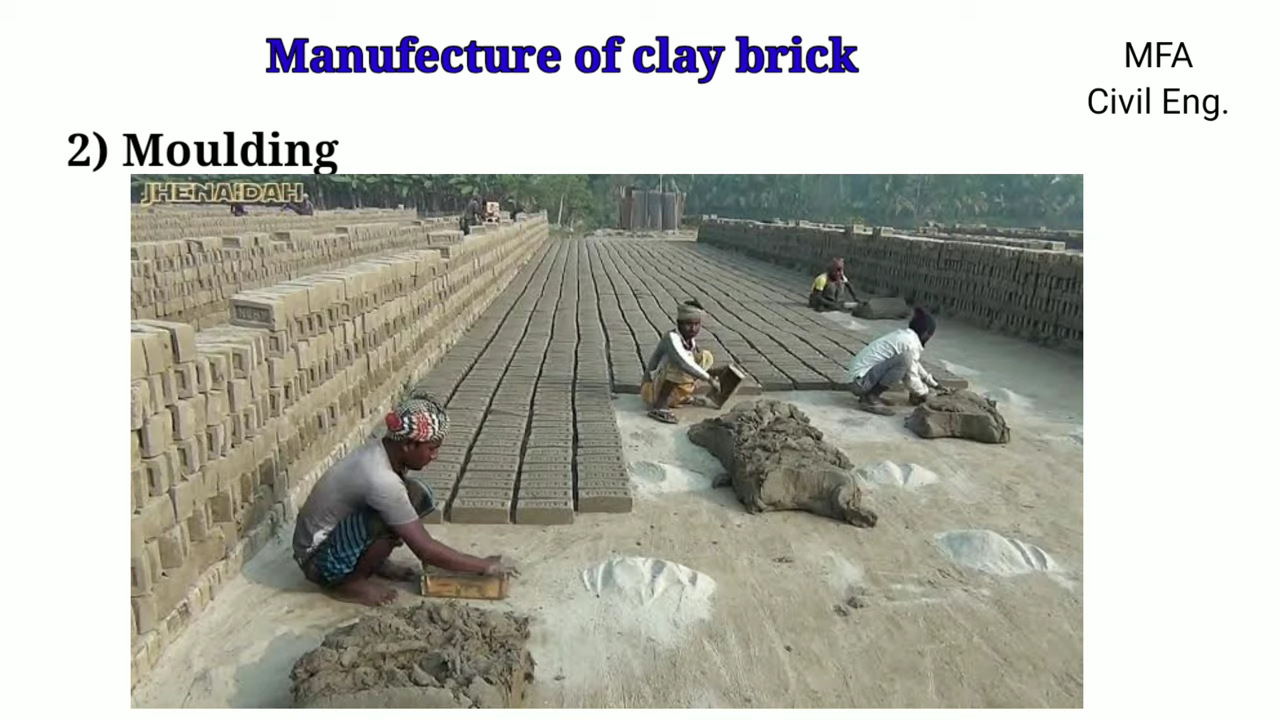 Manufecture of clay brick
MFA
Civil Eng.
2) Moulding
JHENAIDAH